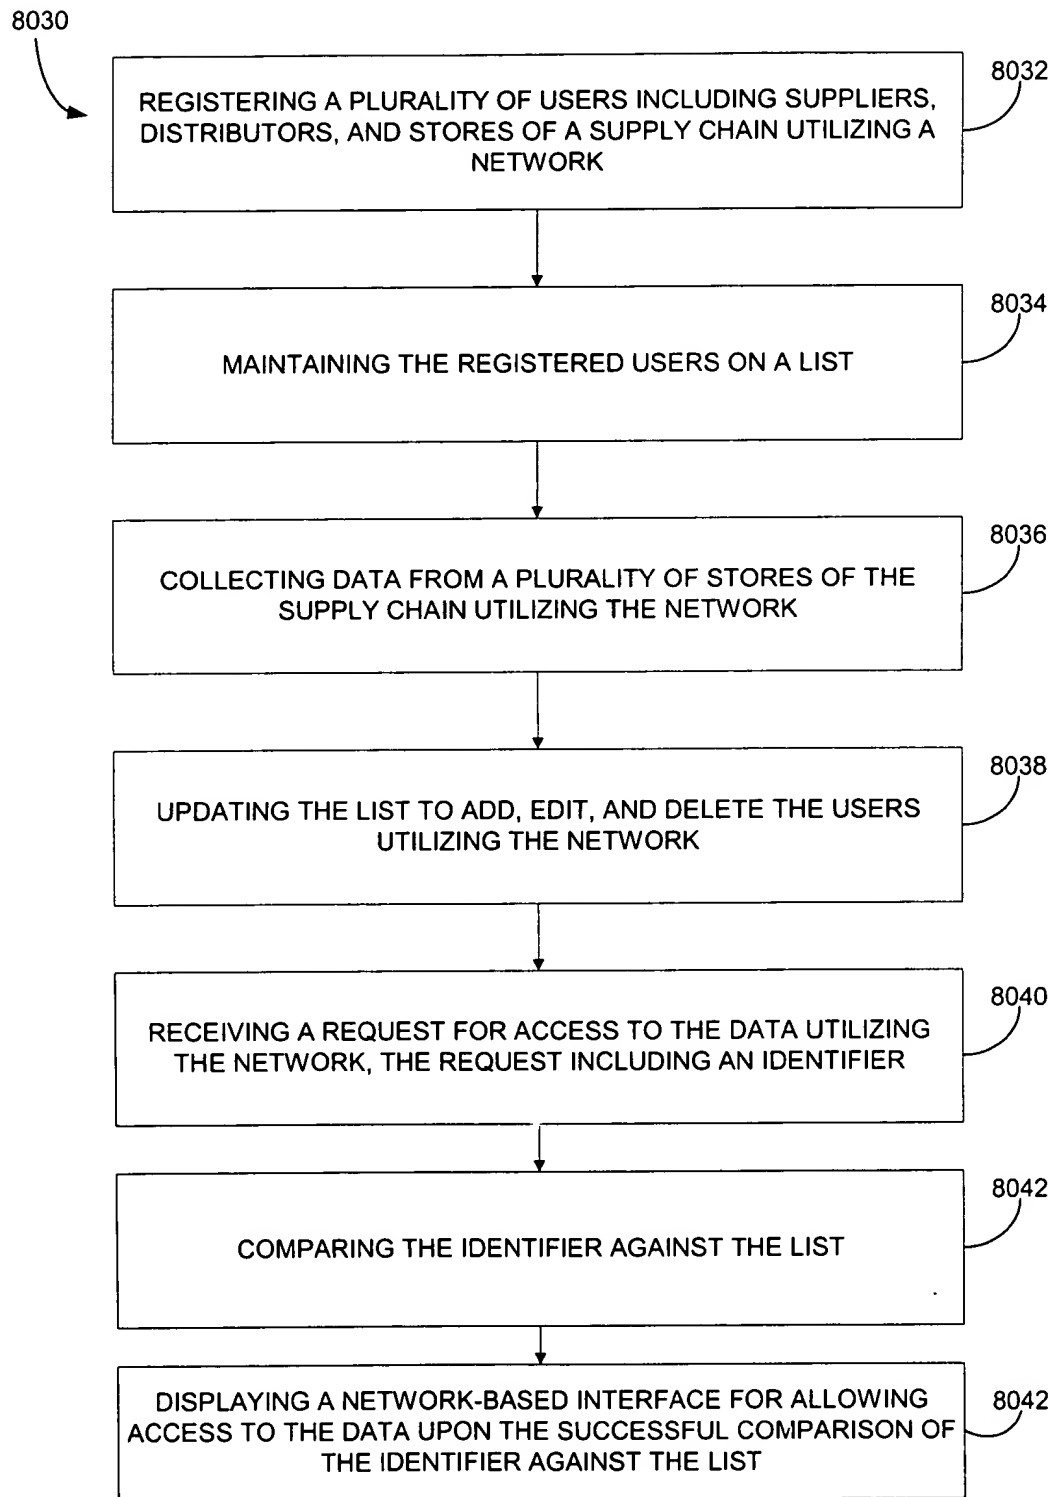 8030
8032
REGISTERING A PLURALITY OF USERS INCLUDING SUPPLIERS,
DISTRIBUTORS, AND STORES OF A SUPPLY CHAIN UTILIZING A
NETWORK
8034
MAINTAINING THE REGISTERED USERS ON A LIST
8036
COLLECTING DATA FROM A PLURALITY OF STORES OF THE
SUPPLY CHAIN UTILIZING THE NETWORK
8038
UPDATING THE LIST TO ADD, EDIT, AND DELETE THE USERS
UTILIZING THE NETWORK
8040
RECEIVING A REQUEST FOR ACCESS TO THE DATA UTILIZING
THE NETWORK, THE REQUEST INCLUDING AN IDENTIFIER
8042
COMPARING THE IDENTIFIER AGAINST THE LIST
8042
DISPLAYING A NETWORK-BASED INTERFACE FOR ALLOWING
ACCESS TO THE DATA UPON THE SUCCESSFUL COMPARISON OF
THE IDENTIFIER AGAINST THE LIST